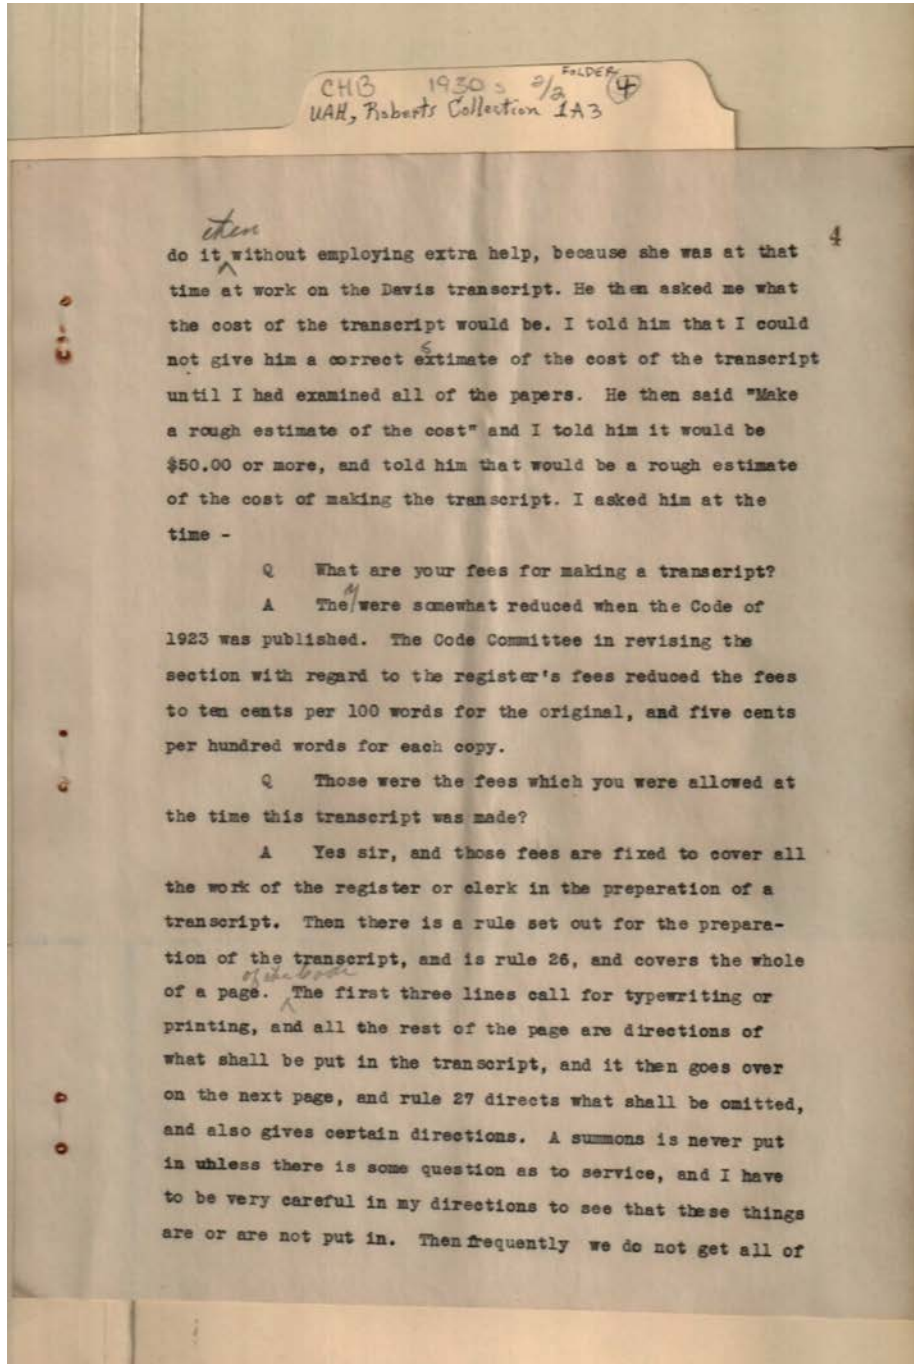 CHB 1930s 2/2 FOLDER 4
UAH, Roberts Collection 1A3
4
then
do it without employing extra help, because she was at that
time at work on the Davis transcript. He then asked me what
the cost of the transcript would be. I told him that I could
s
not give him a correct extimate of the cost of the transcript
until I had examined all of the papers. He then said "Make
a rough estimate of the cost" and I told him it would be
$50.00 or more, and told him that would be a rough estimate
of the cost of making the transcript. I asked him at the
time -
Q What are your fees for making a transcript?
y
A The were somewhat reduced when the Code of
1923 was published. The Code Committee in revising the
section with regard to the register's fees reduced the fees
to ten cents per 100 words for the original, and five cents
per hundred words for each copy.
Q Those were the fees which you were allowed at
the time this transcript was made?
A Yes sir, and those fees are fixed to cover all
the work of the register or clerk in the preparation of a
transcript. Then there is a rule set out for the prepara-
tion of the transcript, and is rule 26, and covers the whole
of the Code
of a page. The first three lines call for typewriting or
printing, and all the rest of the page are directions of
what shall be put in the transcript, and it then goes over
on the next page, and rule 27 directs what shall be omitted,
and also gives certain directions. A summons is never put
in uhless there is some question as to service, and I have
to be very careful in my directions to see that these things
are or are not put in. Then frequently we do not get all of